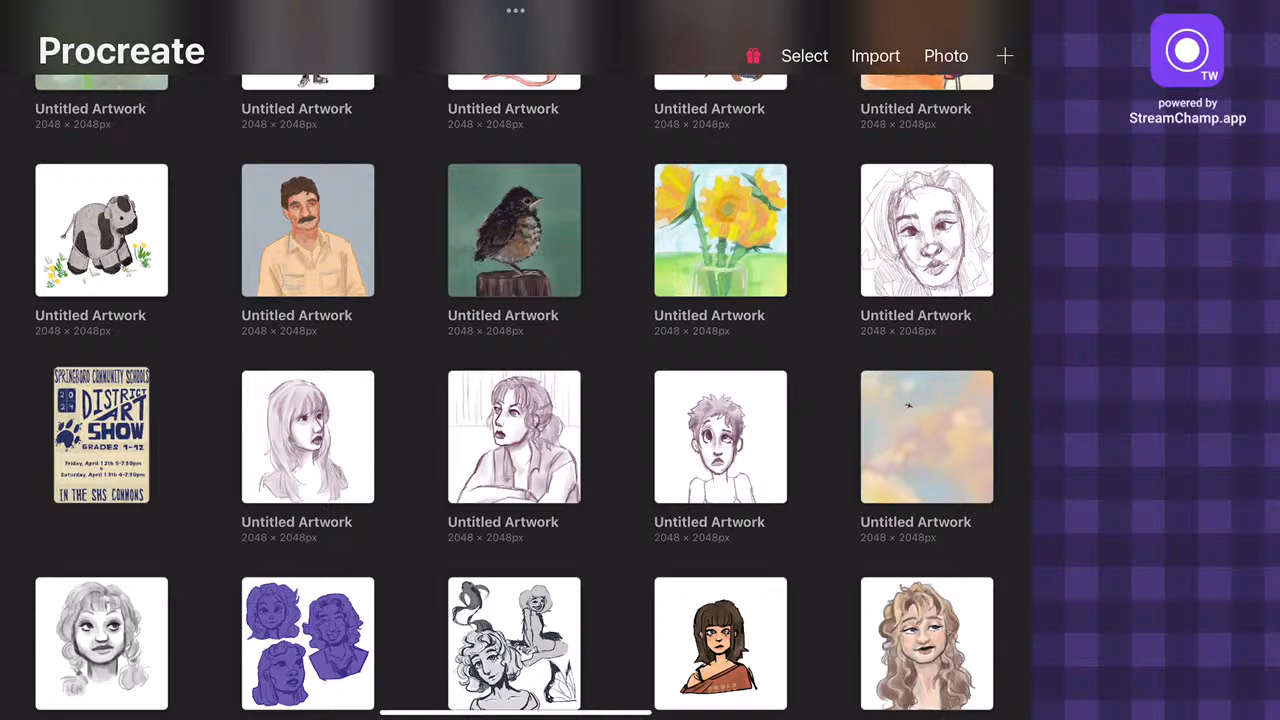 Procreate
Select
Import
Photo
TW
powered by
StreamChamp.app
Untitled Artwork
2048 × 2048px
Untitled Artwork
2048 × 2048px
Untitled Artwork
2048 × 2048px
Untitled Artwork
2048 × 2048px
Untitled Artwork
2048 × 2048px
Untitled Artwork
2048 × 2048px
Untitled Artwork
2048 × 2048px
Untitled Artwork
2048 × 2048px
Untitled Artwork
2048 × 2048px
Untitled Artwork
2048 × 2048px
SPRINGBORO COMMUNITY SCHOOLS
2024
DISTRICT
ART
SHOW
GRADES 1-12
Friday, April 12th 5-7:30pm
&
Saturday, April 13th 4-7:30pm
IN THE SHS COMMONS
Untitled Artwork
2048 × 2048px
Untitled Artwork
2048 × 2048px
Untitled Artwork
2048 × 2048px
Untitled Artwork
2048 × 2048px